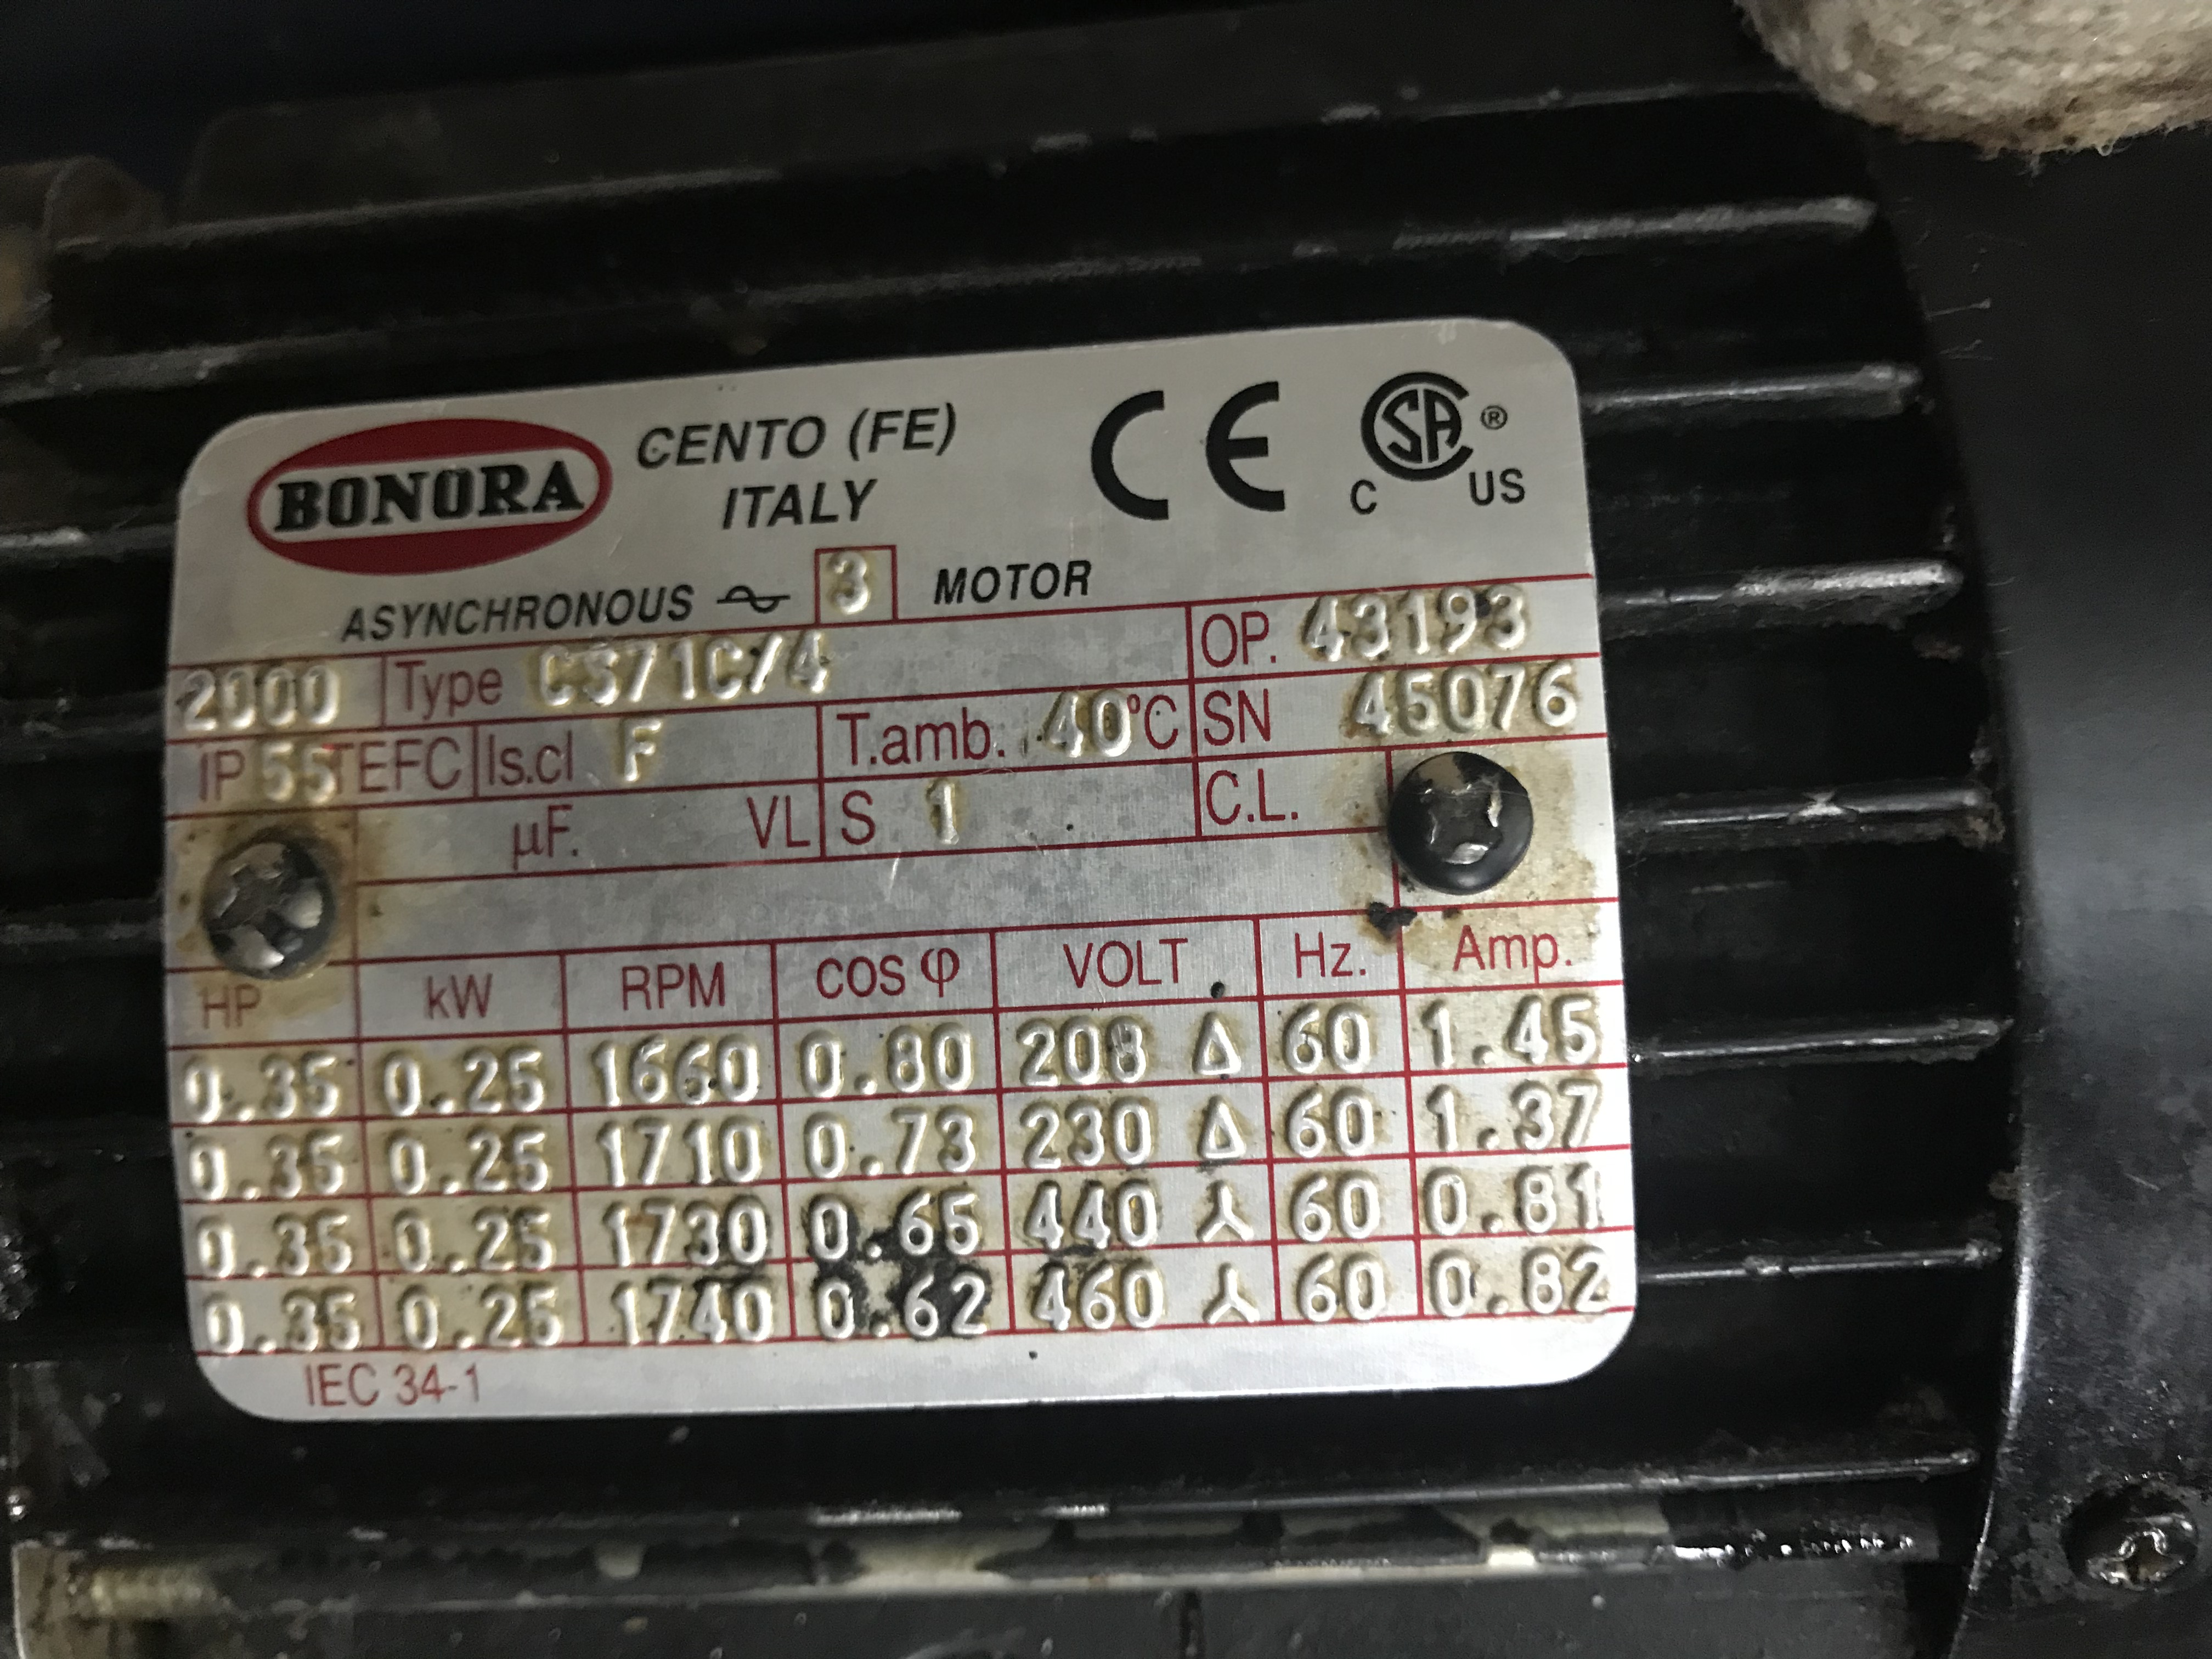 BONORA
CENTO (FE)
ITALY
CE
CSA ®
C US
ASYNCHRONOUS 3 MOTOR
2000 Type CS71C/4 OP. 43193
IP 55 TEFC Is.cl F T.amb. 40°C SN 45076
µF. VL S 1 C.L.
HP kW RPM COS φ VOLT Hz. Amp.
0.35 0.25 1660 0.80 208 Δ 60 1.45
0.35 0.25 1710 0.73 230 Δ 60 1.37
0.35 0.25 1730 0.65 440 ⅄ 60 0.81
0.35 0.25 1740 0.62 460 ⅄ 60 0.82
IEC 34-1